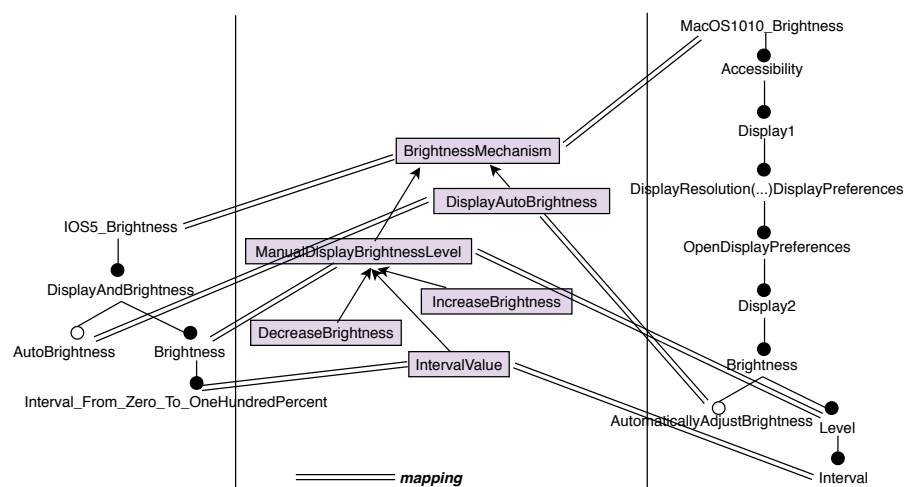 MacOS1010_Brightness
Accessibility
Display1
BrightnessMechanism
DisplayResolution(...)DisplayPreferences
DisplayAutoBrightness
IOS5_Brightness
OpenDisplayPreferences
ManualDisplayBrightnessLevel
DisplayAndBrightness
IncreaseBrightness
Display2
DecreaseBrightness
AutoBrightness
Brightness
IntervalValue
Brightness
Interval_From_Zero_To_OneHundredPercent
AutomaticallyAdjustBrightness
Level
mapping
Interval